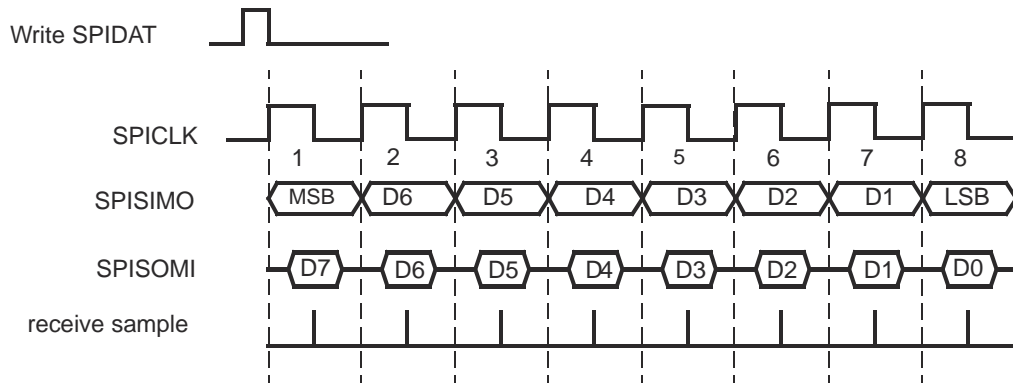 Write SPIDAT
SPICLK
1 2 3 4 5 6 7 8
SPISIMO MSB D6 D5 D4 D3 D2 D1 LSB
SPISOMI D7 D6 D5 D4 D3 D2 D1 D0
receive sample